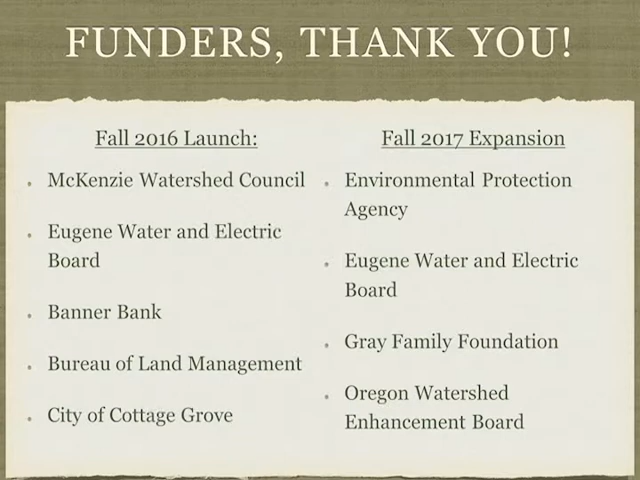 FUNDERS, THANK YOU!
Fall 2016 Launch:
McKenzie Watershed Council
Eugene Water and Electric
Board
Banner Bank
Bureau of Land Management
City of Cottage Grove
Fall 2017 Expansion
Environmental Protection
Agency
Eugene Water and Electric
Board
Gray Family Foundation
Oregon Watershed
Enhancement Board